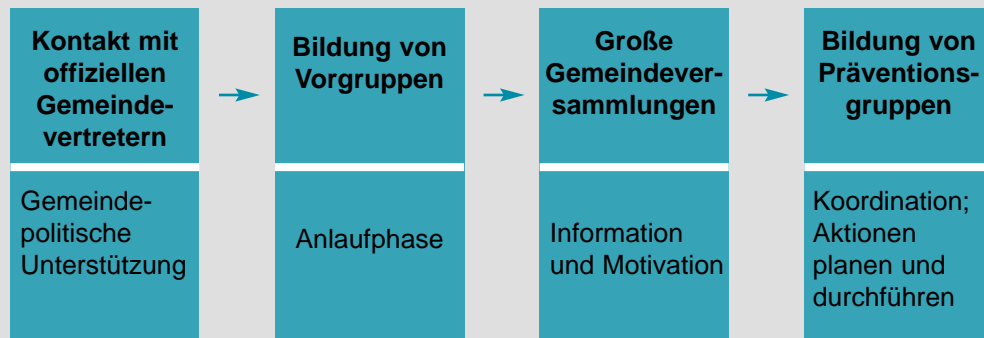 Kontakt mit
offiziellen
Gemeinde-
vertretern
Gemeinde-
politische
Unterstützung
Bildung von
Vorgruppen
Anlaufphase
Große
Gemeindever-
sammlungen
Information
und Motivation
Bildung von
Präventions-
gruppen
Koordination;
Aktionen
planen und
durchführen